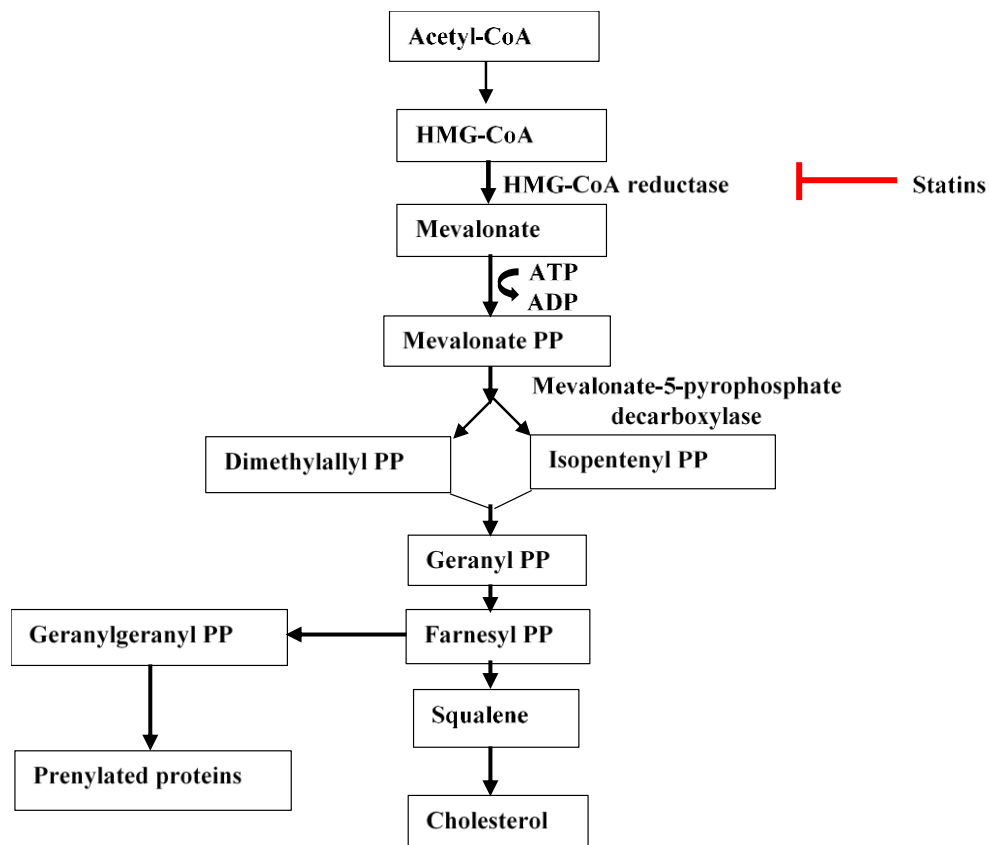 Acetyl-CoA
HMG-CoA
HMG-CoA reductase
Statins
Mevalonate
ATP
ADP
Mevalonate PP
Mevalonate-5-pyrophosphate
decarboxylase
Dimethylallyl PP
Isopentenyl PP
Geranyl PP
Geranylgeranyl PP
Farnesyl PP
Squalene
Prenylated proteins
Cholesterol